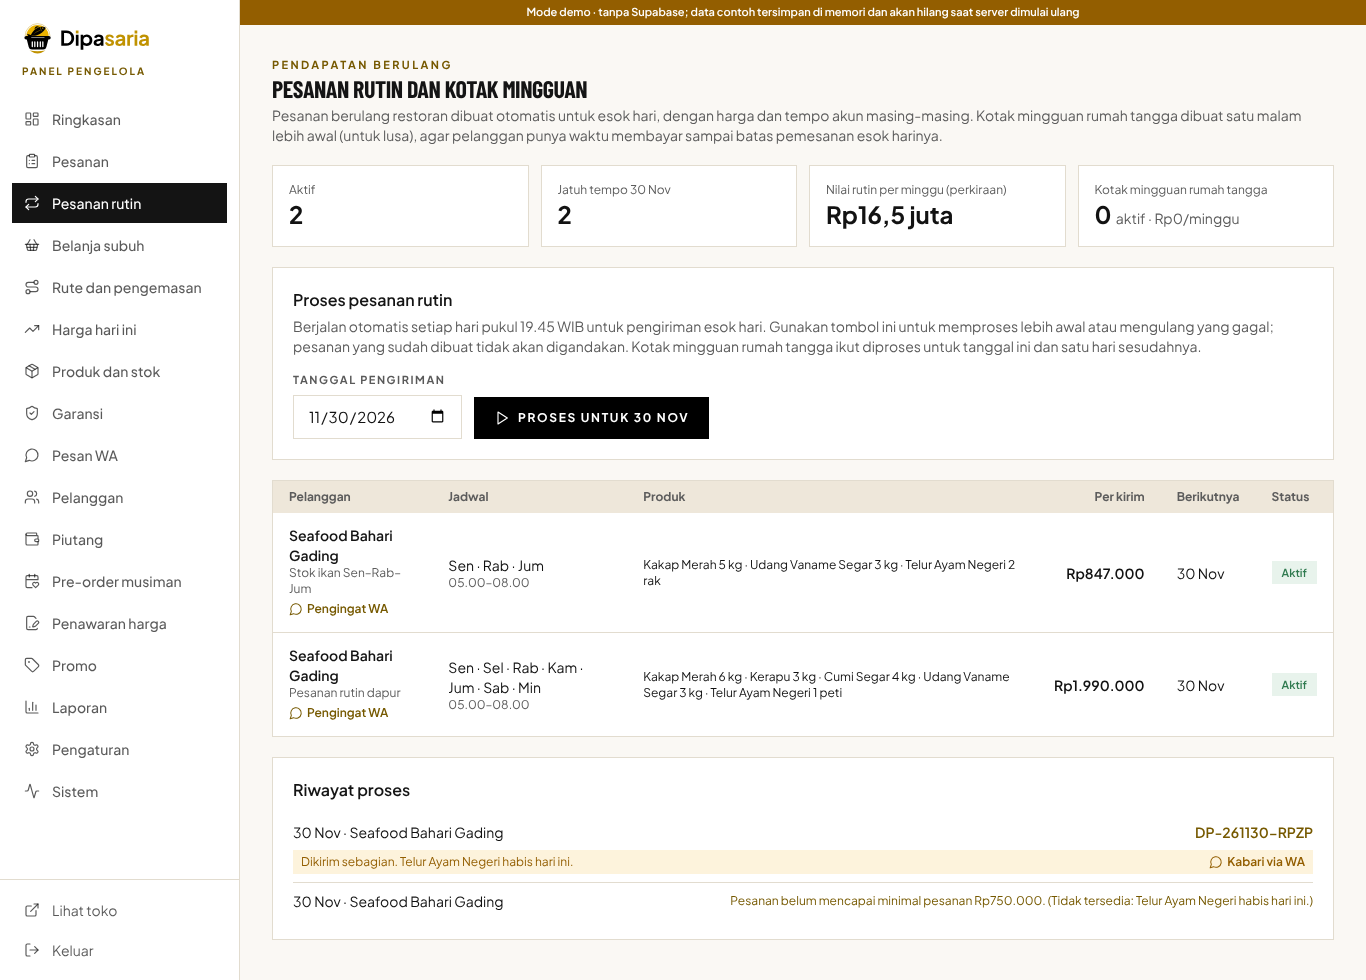 Mode demo · tanpa Supabase; data contoh tersimpan di memori dan akan hilang saat server dimulai ulang
Dipasaria
PANEL PENGELOLA
Ringkasan
Pesanan
Pesanan rutin
Belanja subuh
Rute dan pengemasan
Harga hari ini
Produk dan stok
Garansi
Pesan WA
Pelanggan
Piutang
Pre-order musiman
Penawaran harga
Promo
Laporan
Pengaturan
Sistem
Lihat toko
Keluar
PENDAPATAN BERULANG
PESANAN RUTIN DAN KOTAK MINGGUAN
Pesanan berulang restoran dibuat otomatis untuk esok hari, dengan harga dan tempo akun masing-masing. Kotak mingguan rumah tangga dibuat satu malam
lebih awal (untuk lusa), agar pelanggan punya waktu membayar sampai batas pemesanan esok harinya.
Aktif
2
Jatuh tempo 30 Nov
2
Nilai rutin per minggu (perkiraan)
Rp16,5 juta
Kotak mingguan rumah tangga
0 aktif · Rp0/minggu
Proses pesanan rutin
Berjalan otomatis setiap hari pukul 19.45 WIB untuk pengiriman esok hari. Gunakan tombol ini untuk memproses lebih awal atau mengulang yang gagal;
pesanan yang sudah dibuat tidak akan digandakan. Kotak mingguan rumah tangga ikut diproses untuk tanggal ini dan satu hari sesudahnya.
TANGGAL PENGIRIMAN
11/30/2026
PROSES UNTUK 30 NOV
Pelanggan Jadwal Produk Per kirim Berikutnya Status
Seafood Bahari
Gading
Stok ikan Sen–Rab–
Jum
Pengingat WA
Sen · Rab · Jum
05.00–08.00
Kakap Merah 5 kg · Udang Vaname Segar 3 kg · Telur Ayam Negeri 2
rak
Rp847.000
30 Nov
Aktif
Seafood Bahari
Gading
Pesanan rutin dapur
Pengingat WA
Sen · Sel · Rab · Kam ·
Jum · Sab · Min
05.00–08.00
Kakap Merah 6 kg · Kerapu 3 kg · Cumi Segar 4 kg · Udang Vaname
Segar 3 kg · Telur Ayam Negeri 1 peti
Rp1.990.000
30 Nov
Aktif
Riwayat proses
30 Nov · Seafood Bahari Gading DP-261130-RPZP
Dikirim sebagian. Telur Ayam Negeri habis hari ini. Kabari via WA
30 Nov · Seafood Bahari Gading Pesanan belum mencapai minimal pesanan Rp750.000. (Tidak tersedia: Telur Ayam Negeri habis hari ini.)